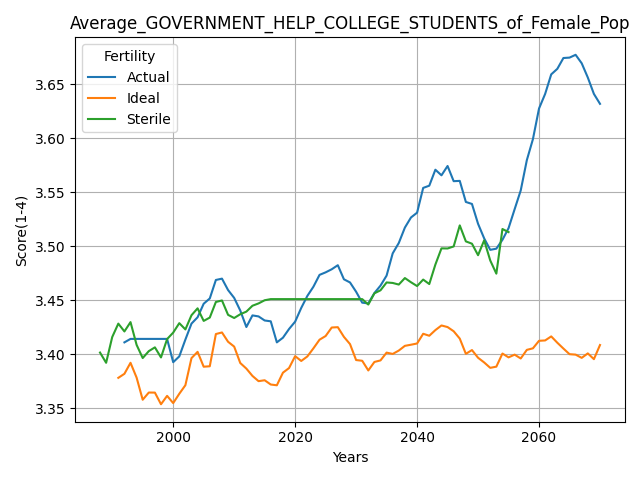 Average_GOVERNMENT_HELP_COLLEGE_STUDENTS_of_Female_Pop
Fertility
Actual
Ideal
Sterile
Score(1-4)
3.65
3.60
3.55
3.50
3.45
3.40
3.35
2000 2020 2040 2060
Years